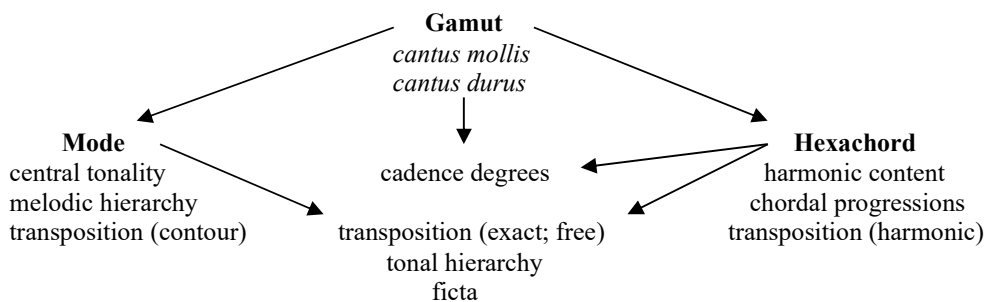 Gamut
cantus mollis
cantus durus
Mode
central tonality
melodic hierarchy
transposition (contour)
cadence degrees
transposition (exact; free)
tonal hierarchy
ficta
Hexachord
harmonic content
chordal progressions
transposition (harmonic)